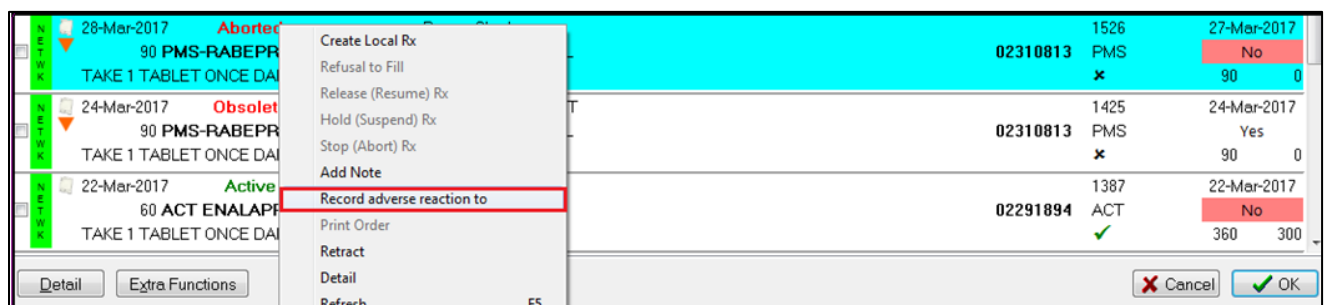 NETWK 28-Mar-2017 Aborted 1526 27-Mar-2017
90 PMS-RABEPR 02310813 PMS No
TAKE 1 TABLET ONCE DAI 90 0
NETWK 24-Mar-2017 Obsolet T 1425 24-Mar-2017
90 PMS-RABEPR 02310813 PMS Yes
TAKE 1 TABLET ONCE DAI 90 0
NETWK 22-Mar-2017 Active 1387 22-Mar-2017
60 ACT ENALAPR 02291894 ACT No
TAKE 1 TABLET ONCE DAI 360 300
Create Local Rx
Refusal to Fill
Release (Resume) Rx
Hold (Suspend) Rx
Stop (Abort) Rx
Add Note
Record adverse reaction to
Print Order
Retract
Detail
Refresh F5
Detail Extra Functions Cancel OK